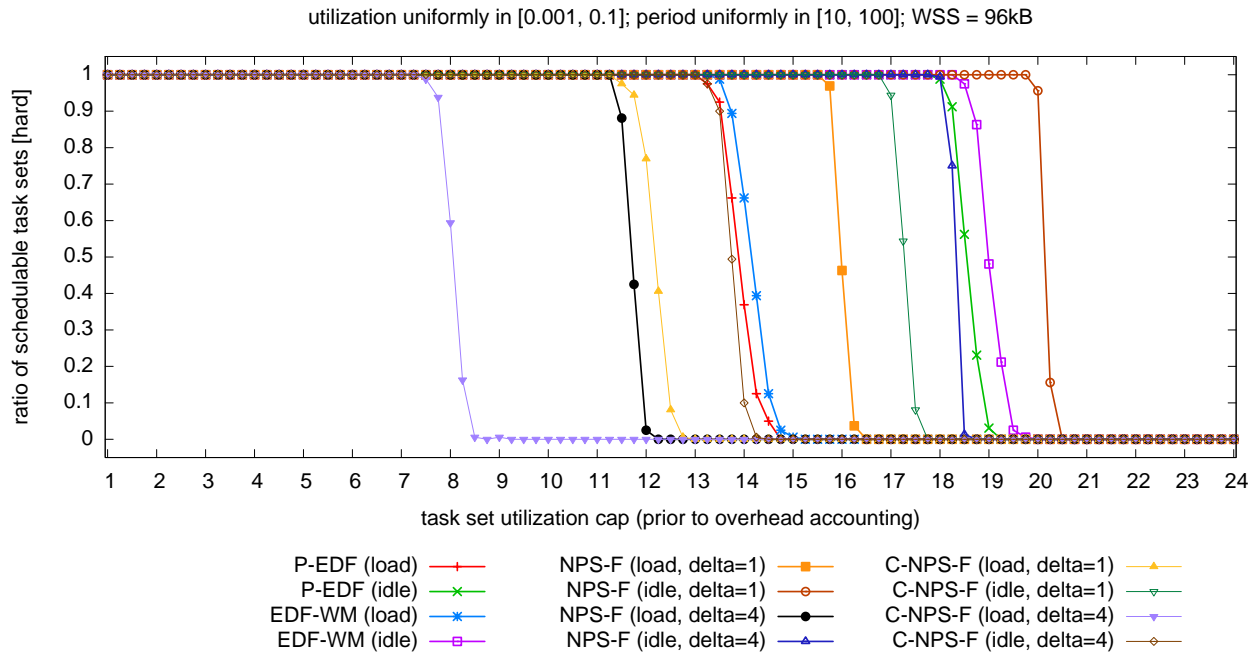 utilization uniformly in [0.001, 0.1]; period uniformly in [10, 100]; WSS = 96kB
ratio of schedulable task sets [hard]
1
0.9
0.8
0.7
0.6
0.5
0.4
0.3
0.2
0.1
0
1 2 3 4 5 6 7 8 9 10 11 12 13 14 15 16 17 18 19 20 21 22 23 24
task set utilization cap (prior to overhead accounting)
P-EDF (load)
P-EDF (idle)
EDF-WM (load)
EDF-WM (idle)
NPS-F (load, delta=1)
NPS-F (idle, delta=1)
NPS-F (load, delta=4)
NPS-F (idle, delta=4)
C-NPS-F (load, delta=1)
C-NPS-F (idle, delta=1)
C-NPS-F (load, delta=4)
C-NPS-F (idle, delta=4)